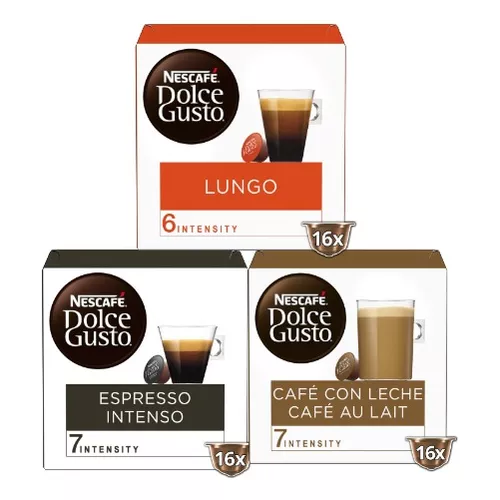 NESCAFÉ
Dolce
Gusto
LUNGO
6 INTENSITY
16x
NESCAFÉ
Dolce
Gusto
ESPRESSO
INTENSO
7 INTENSITY
16x
NESCAFÉ
Dolce
Gusto
CAFÉ CON LECHE
CAFÉ AU LAIT
7 INTENSITY
16x